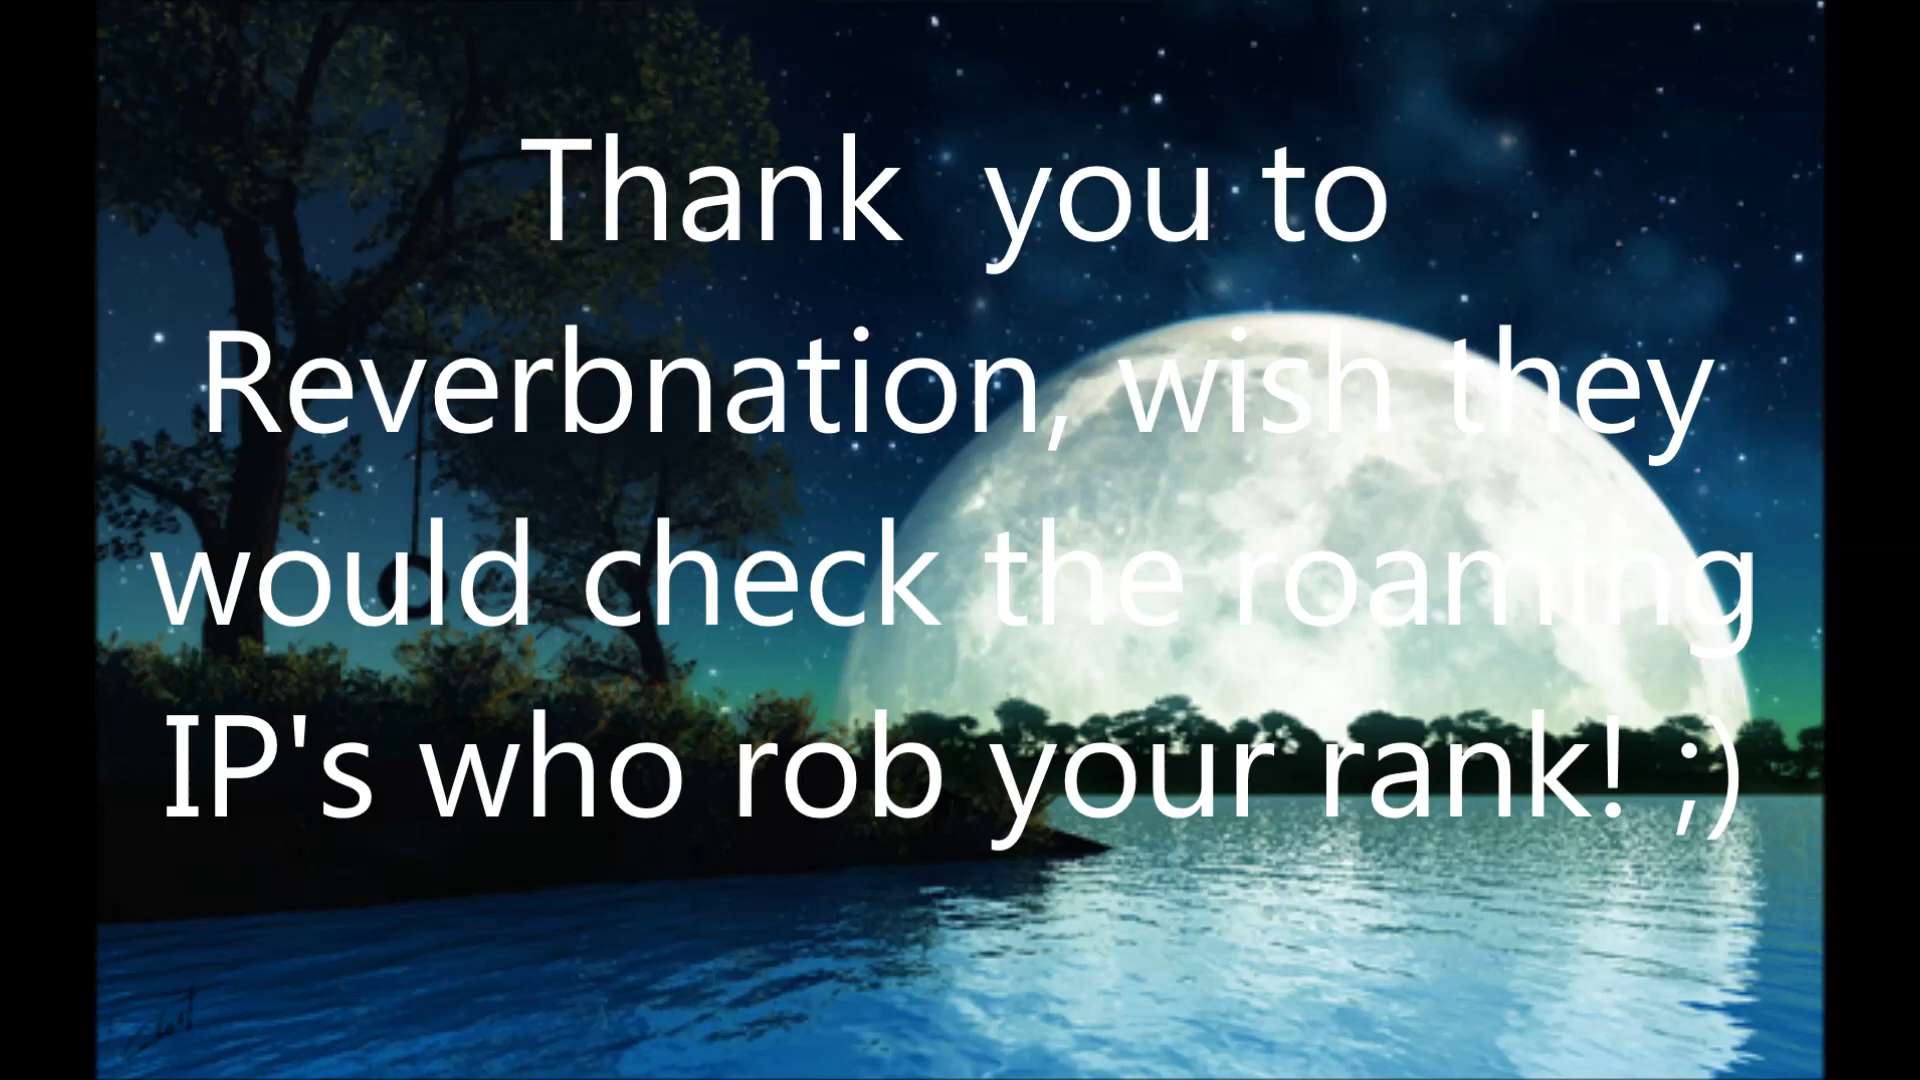 Thank  you to
Reverbnation, wish they
would check the roaming
IP's who rob your rank! ;)